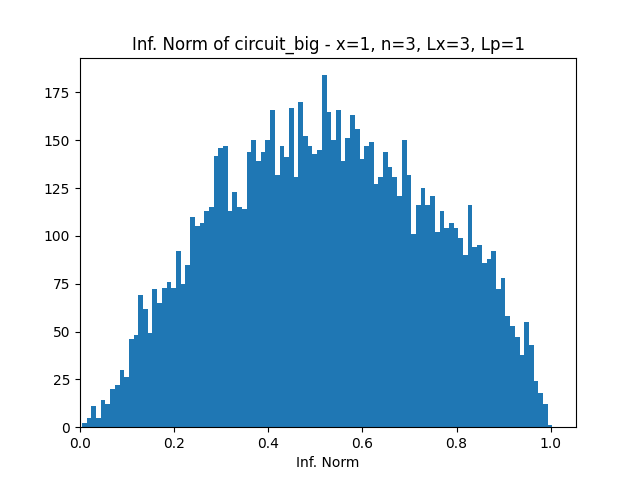 Inf. Norm of circuit_big - x=1, n=3, Lx=3, Lp=1
175
150
125
100
75
50
25
0
0.0 0.2 0.4 0.6 0.8 1.0
Inf. Norm